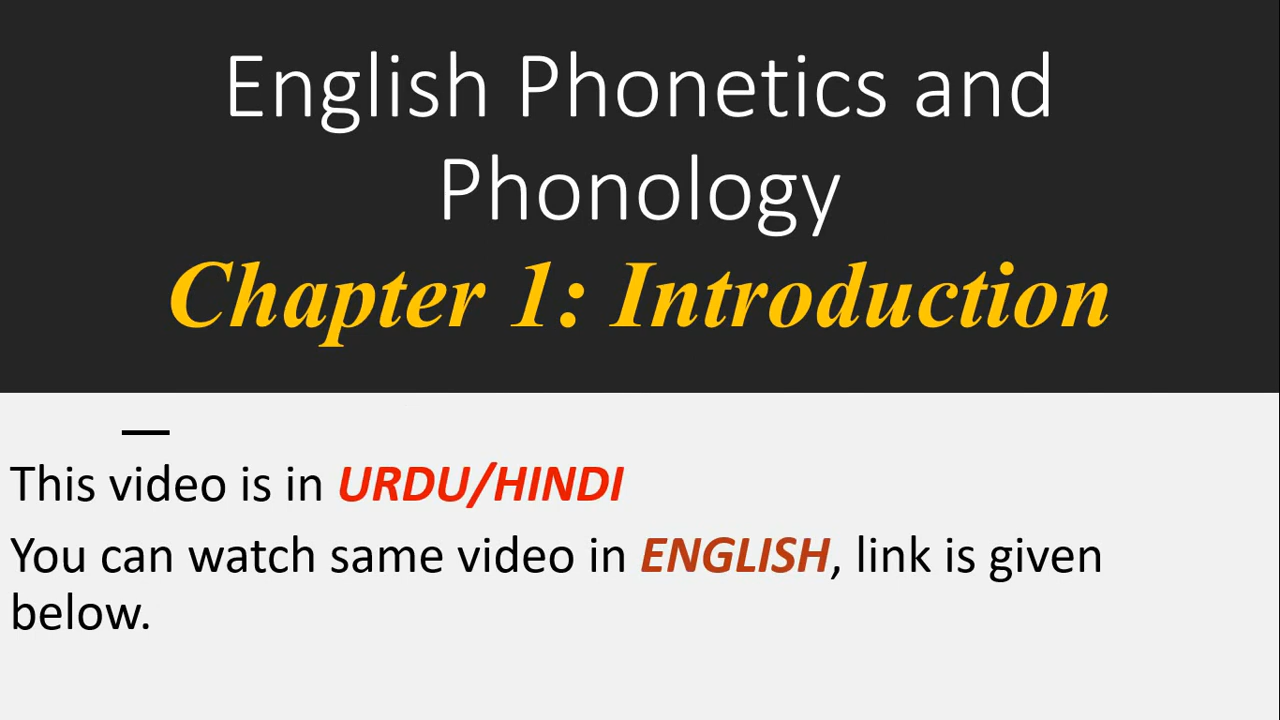 English Phonetics and
Phonology
Chapter 1: Introduction
This video is in URDU/HINDI
You can watch same video in ENGLISH, link is given
below.